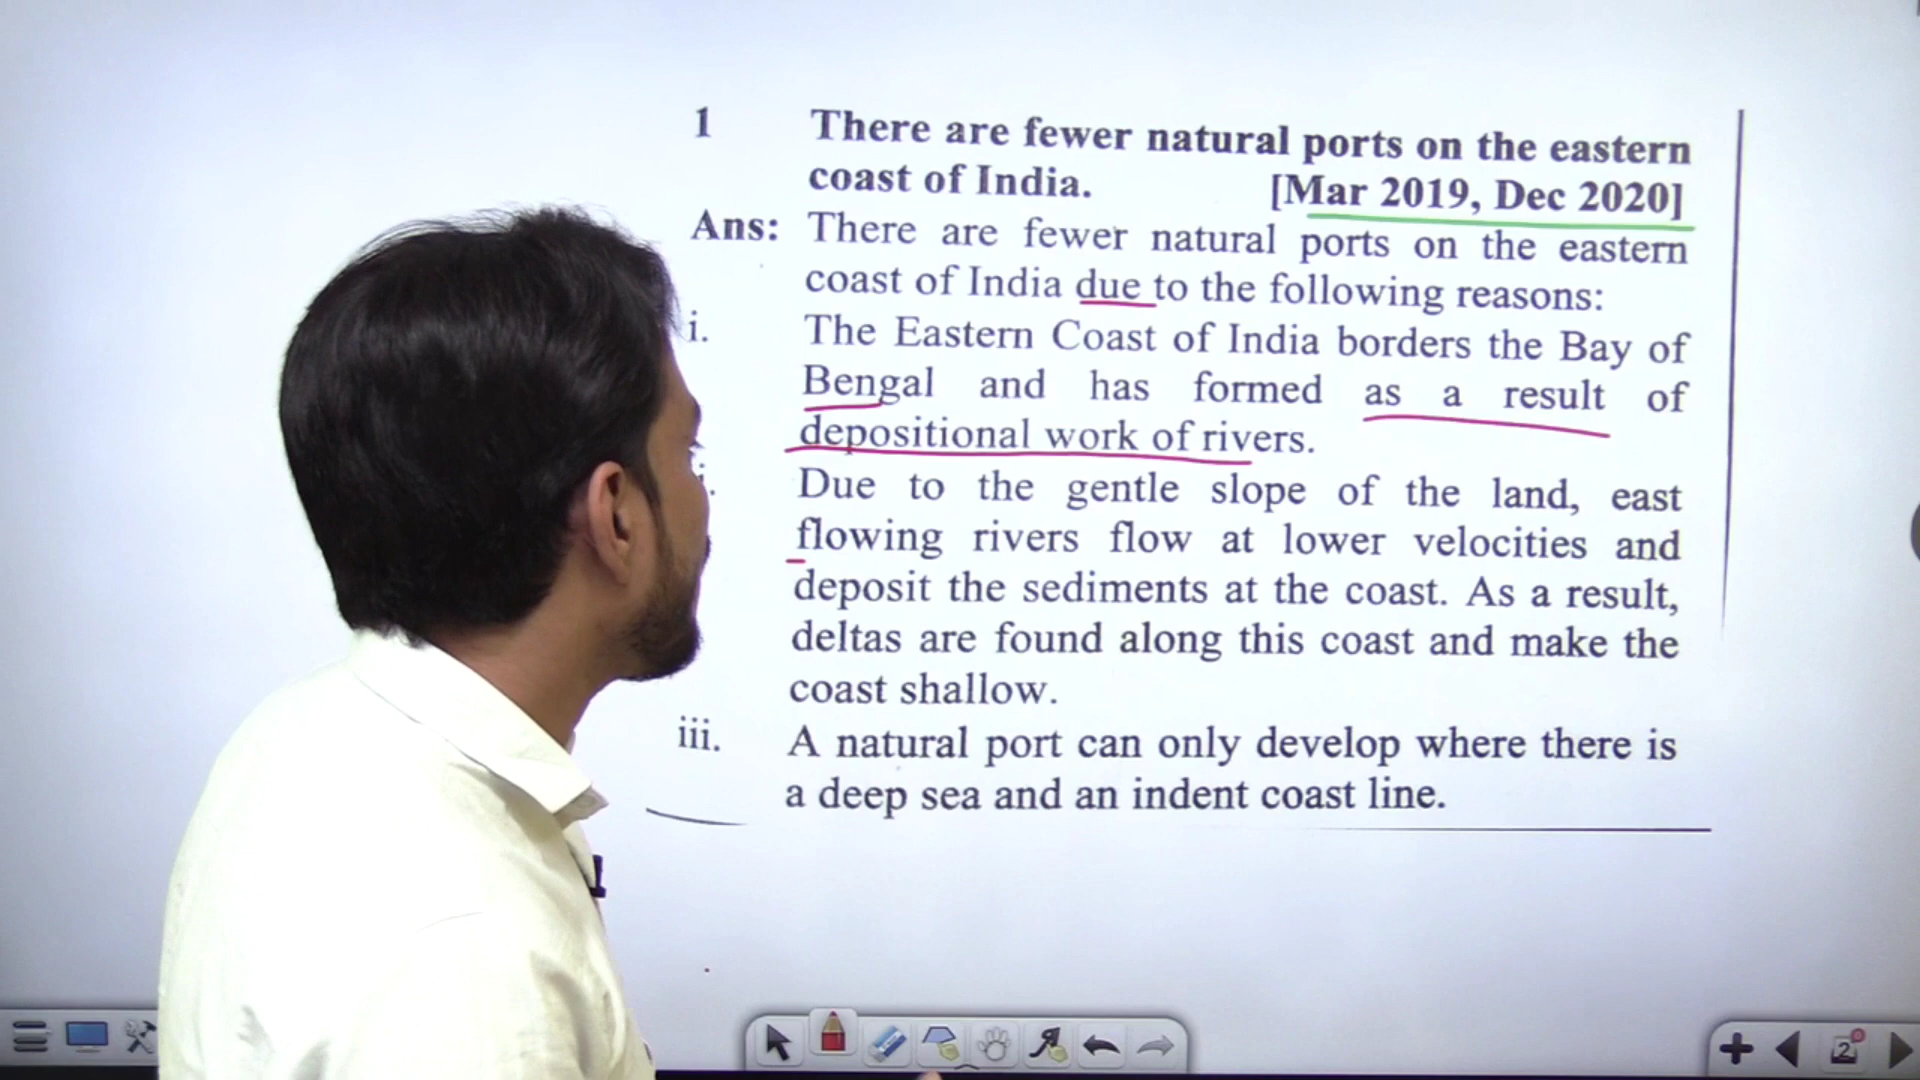 1 There are fewer natural ports on the eastern
coast of India. [Mar 2019, Dec 2020]
Ans: There are fewer natural ports on the eastern
coast of India due to the following reasons:
i. The Eastern Coast of India borders the Bay of
Bengal and has formed as a result of
depositional work of rivers.
Due to the gentle slope of the land, east
flowing rivers flow at lower velocities and
deposit the sediments at the coast. As a result,
deltas are found along this coast and make the
coast shallow.
iii. A natural port can only develop where there is
a deep sea and an indent coast line.
2